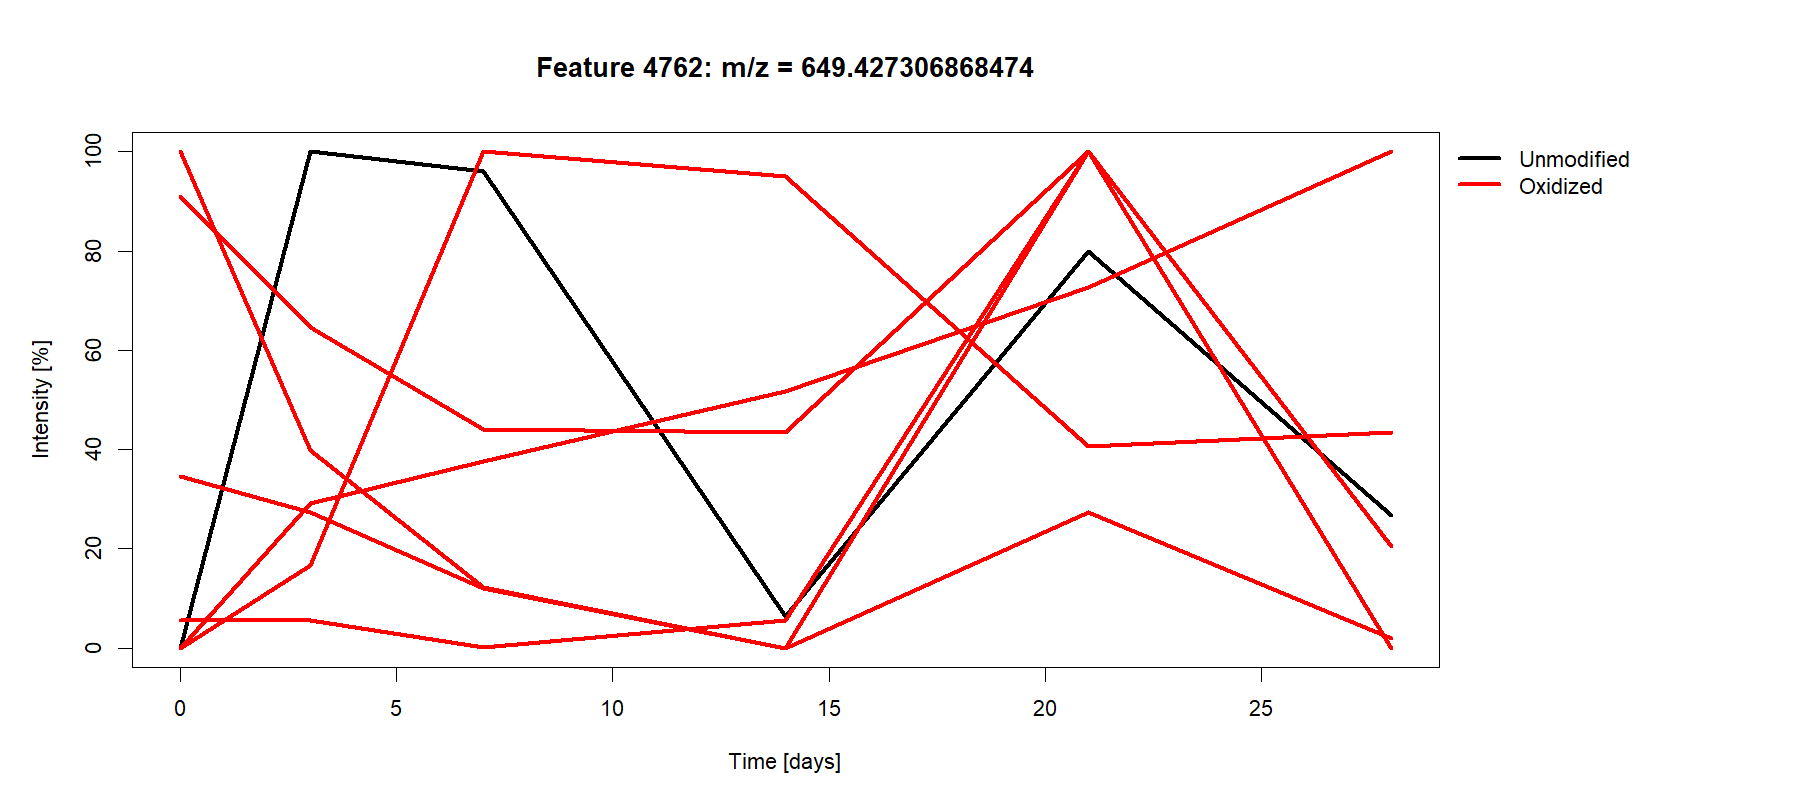 Feature 4762: m/z = 649.427306868474
Unmodified
Oxidized
Intensity [%]
100
80
60
40
20
0
0 5 10 15 20 25
Time [days]